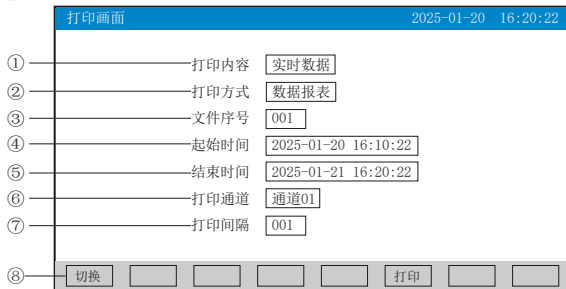 打印画面 2025-01-20 16:20:22
① 打印内容 实时数据
② 打印方式 数据报表
③ 文件序号 001
④ 起始时间 2025-01-20 16:10:22
⑤ 结束时间 2025-01-21 16:20:22
⑥ 打印通道 通道01
⑦ 打印间隔 001
⑧ 切换 打印